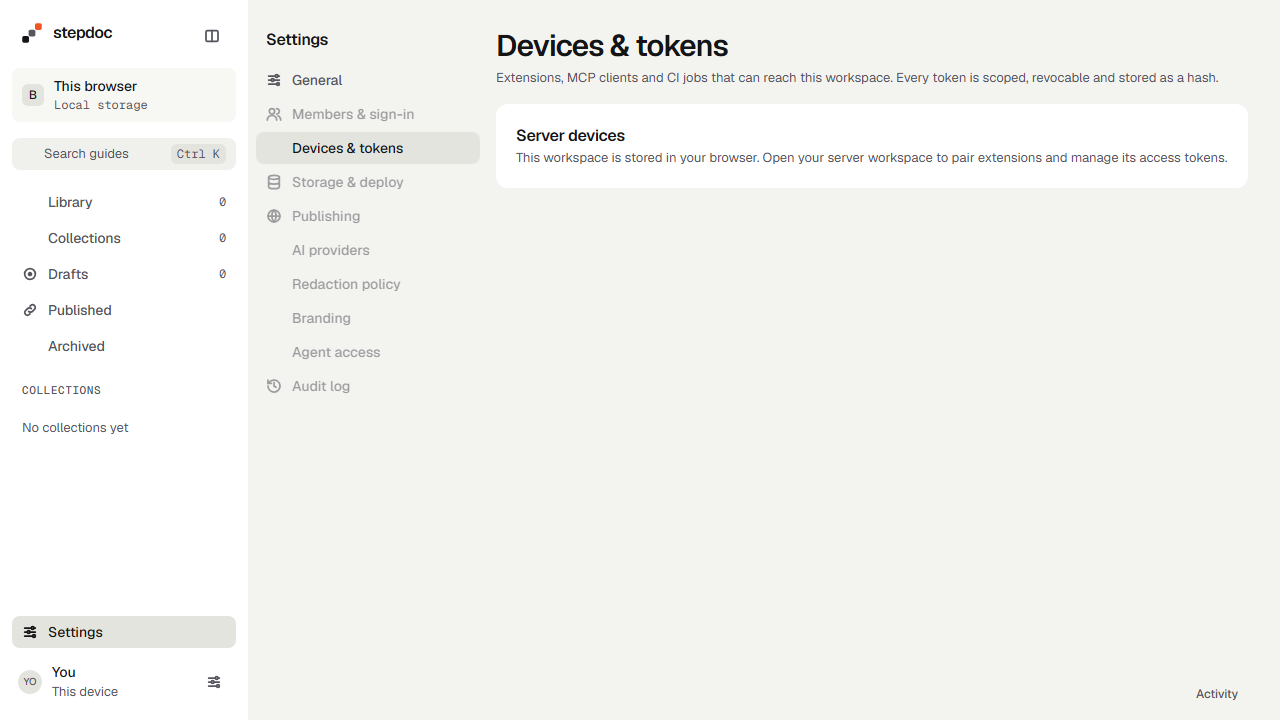 stepdoc
B
This browser
Local storage
Search guides
Ctrl K
Library 0
Collections 0
Drafts 0
Published
Archived
COLLECTIONS
No collections yet
Settings
YO
You
This device
Settings
General
Members & sign-in
Devices & tokens
Storage & deploy
Publishing
AI providers
Redaction policy
Branding
Agent access
Audit log
Devices & tokens
Extensions, MCP clients and CI jobs that can reach this workspace. Every token is scoped, revocable and stored as a hash.
Server devices
This workspace is stored in your browser. Open your server workspace to pair extensions and manage its access tokens.
Activity